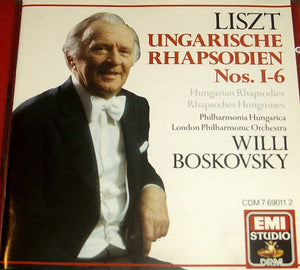 LISZT
UNGARISCHE
RHAPSODIEN
Nos. 1-6
Hungarian Rhapsodies
Rhapsodies Hongroises
Philharmonia Hungarica
London Philharmonic Orchestra
WILLI
BOSKOVSKY
CDM 7 69011 2
EMI
STUDIO
DRM